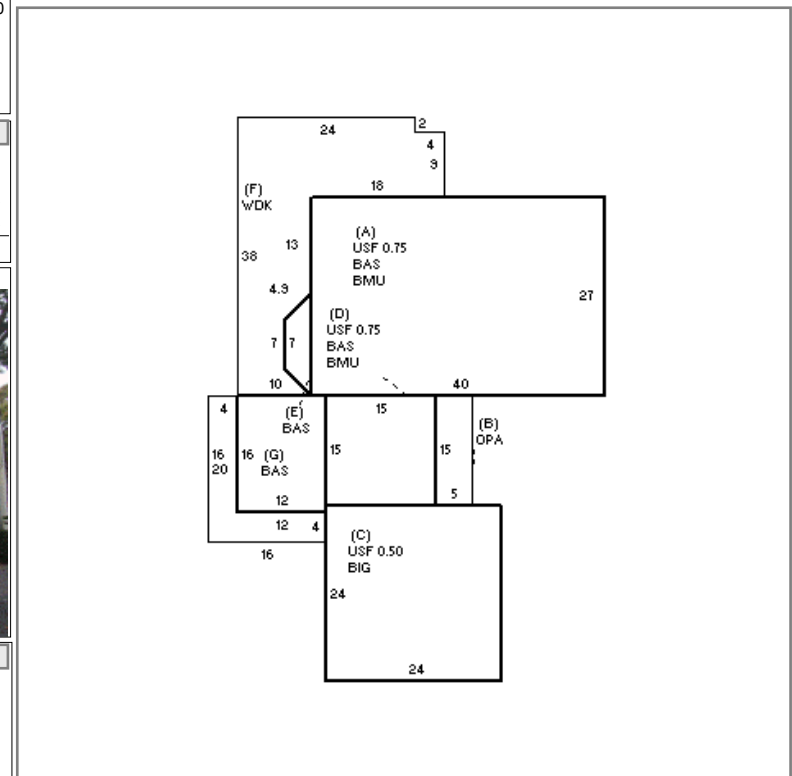 24
2
4
9
18
(F)
WDK
13
(A)
USF 0.75
BAS
BMU
38
27
4.9
(D)
USF 0.75
BAS
BMU
7 7
10
40
4
(E)
BAS
15
(B)
OPA
16 16 (G)
20 BAS
15
15
12
5
12 4
16
(C)
USF 0.50
BIG
24
24